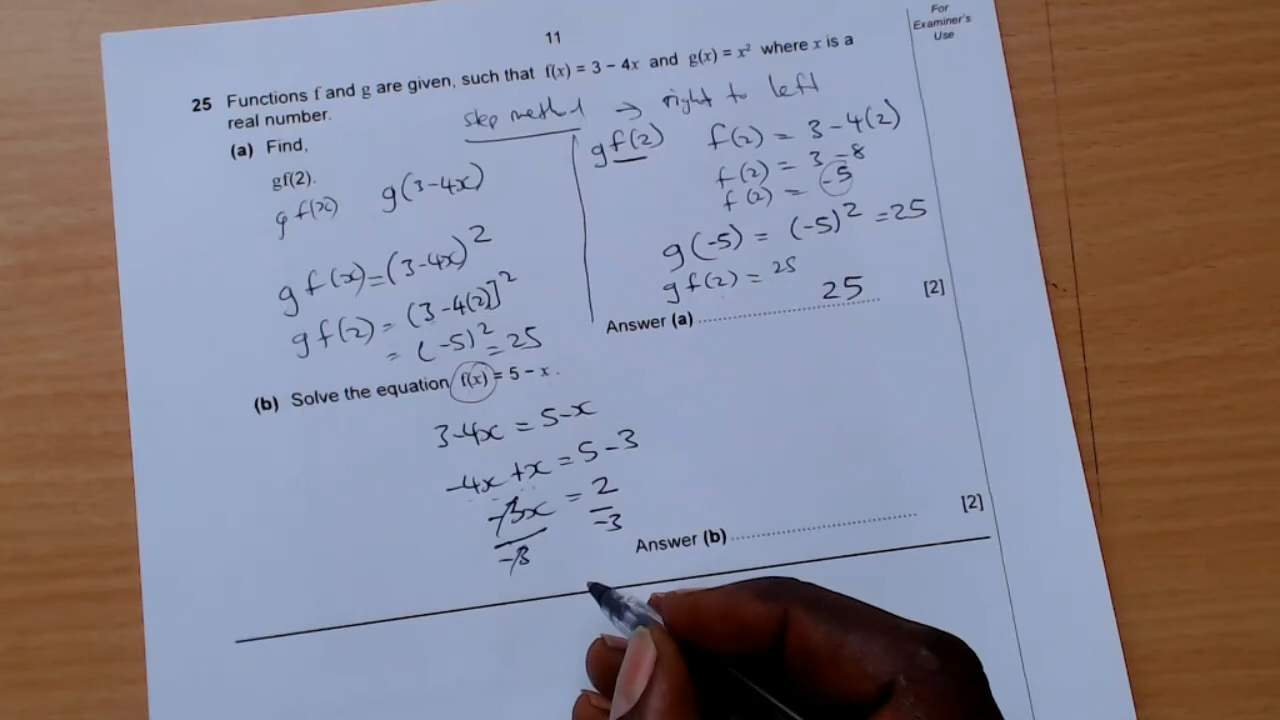 For
Examiner's
Use
11
25 Functions f and g are given, such that f(x) = 3 − 4x and g(x) = x² where x is a
real number.
step method → right to left
(a) Find,
gf(2).
gf(x) g(3-4x)
gf(x)=(3-4x)²
gf(2) = (3-4(2)]²
= (-5)² = 25
gf(2) f(2) = 3-4(2)
f(2) = 3-8
f(2) = -5
g(-5) = (-5)² = 25
gf(2) = 25
Answer (a) 25 [2]
(b) Solve the equation f(x) = 5 − x .
3-4x = 5-x
-4x+x = 5-3
-3x = 2
-3 -3
Answer (b) [2]